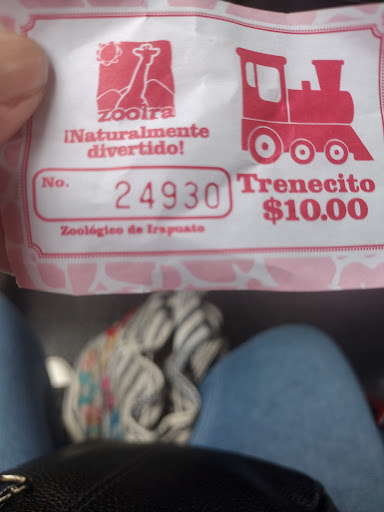 ZOOIRA
¡Naturalmente
divertido!
No. 24930
Zoológico de Irapuato
Trenecito
$10.00